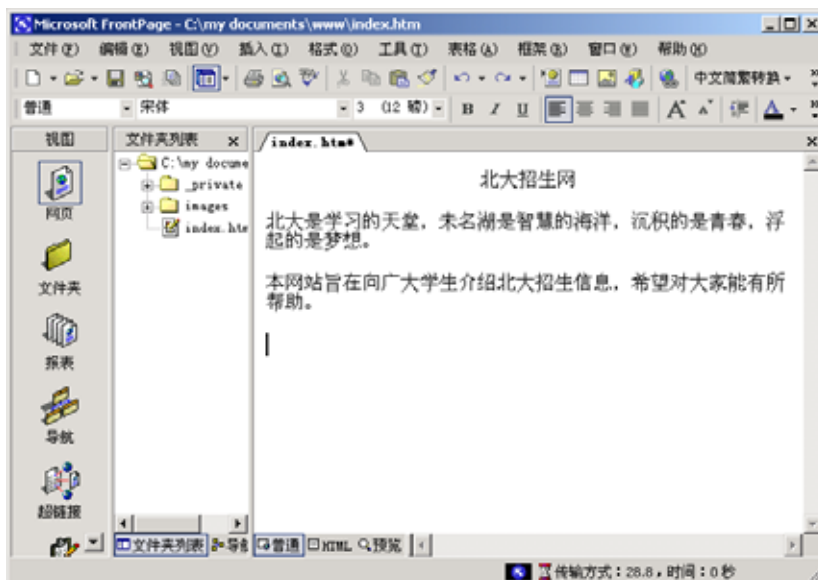 Microsoft FrontPage - C:\my documents\www\index.htm
文件(F) 编辑(E) 视图(V) 插入(I) 格式(O) 工具(T) 表格(A) 框架(R) 窗口(W) 帮助(H)
中文简繁转换
普通 宋体 3 (12 磅) B I U A A A
视图 文件夹列表 × index.htm* ×
C:\my docume
_private
images
index.htm
网页
文件夹
报表
导航
超链接
北大招生网
北大是学习的天堂，未名湖是智慧的海洋，沉积的是青春，浮
起的是梦想。
本网站旨在向广大学生介绍北大招生信息，希望对大家能有所
帮助。
文件夹列表 导航 普通 HTML 预览
传输方式：28.8，时间：0 秒